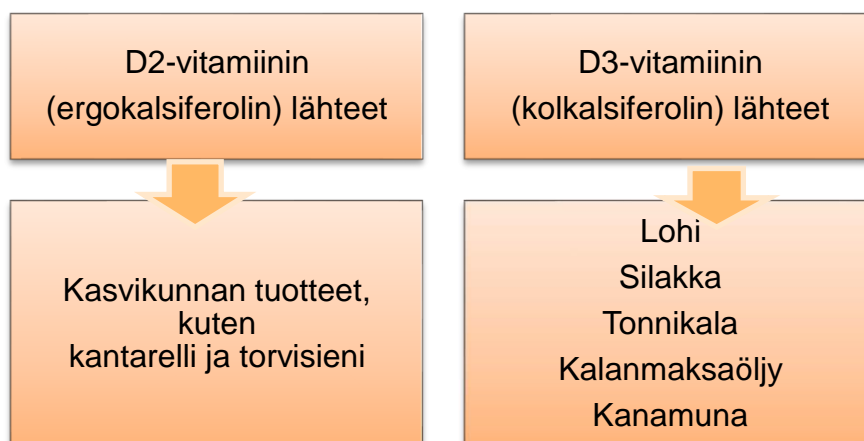 D2-vitamiinin
(ergokalsiferolin) lähteet
Kasvikunnan tuotteet,
kuten
kantarelli ja torvisieni
D3-vitamiinin
(kolkalsiferolin) lähteet
Lohi
Silakka
Tonnikala
Kalanmaksaöljy
Kanamuna